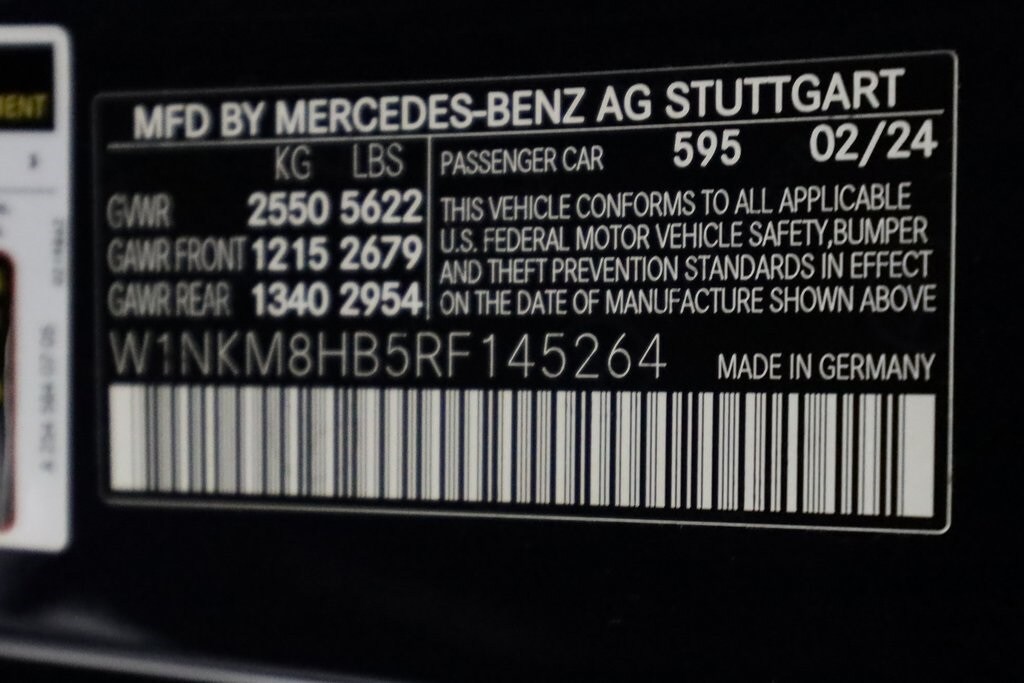 MENT
MFD BY MERCEDES-BENZ AG STUTTGART
KG LBS
GVWR 2550 5622
GAWR FRONT 1215 2679
GAWR REAR 1340 2954
PASSENGER CAR 595 02/24
THIS VEHICLE CONFORMS TO ALL APPLICABLE
U.S. FEDERAL MOTOR VEHICLE SAFETY,BUMPER
AND THEFT PREVENTION STANDARDS IN EFFECT
ON THE DATE OF MANUFACTURE SHOWN ABOVE
W1NKM8HB5RF145264
MADE IN GERMANY